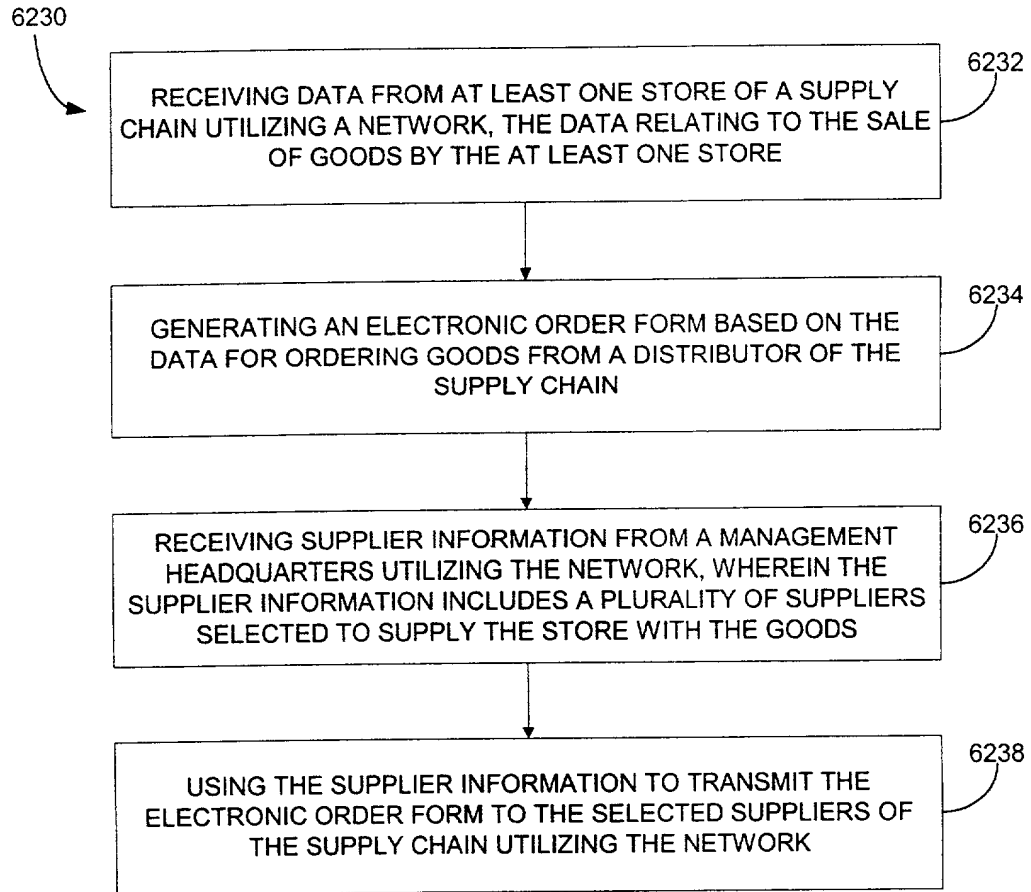 6230
6232
RECEIVING DATA FROM AT LEAST ONE STORE OF A SUPPLY
CHAIN UTILIZING A NETWORK, THE DATA RELATING TO THE SALE
OF GOODS BY THE AT LEAST ONE STORE
6234
GENERATING AN ELECTRONIC ORDER FORM BASED ON THE
DATA FOR ORDERING GOODS FROM A DISTRIBUTOR OF THE
SUPPLY CHAIN
6236
RECEIVING SUPPLIER INFORMATION FROM A MANAGEMENT
HEADQUARTERS UTILIZING THE NETWORK, WHEREIN THE
SUPPLIER INFORMATION INCLUDES A PLURALITY OF SUPPLIERS
SELECTED TO SUPPLY THE STORE WITH THE GOODS
6238
USING THE SUPPLIER INFORMATION TO TRANSMIT THE
ELECTRONIC ORDER FORM TO THE SELECTED SUPPLIERS OF
THE SUPPLY CHAIN UTILIZING THE NETWORK